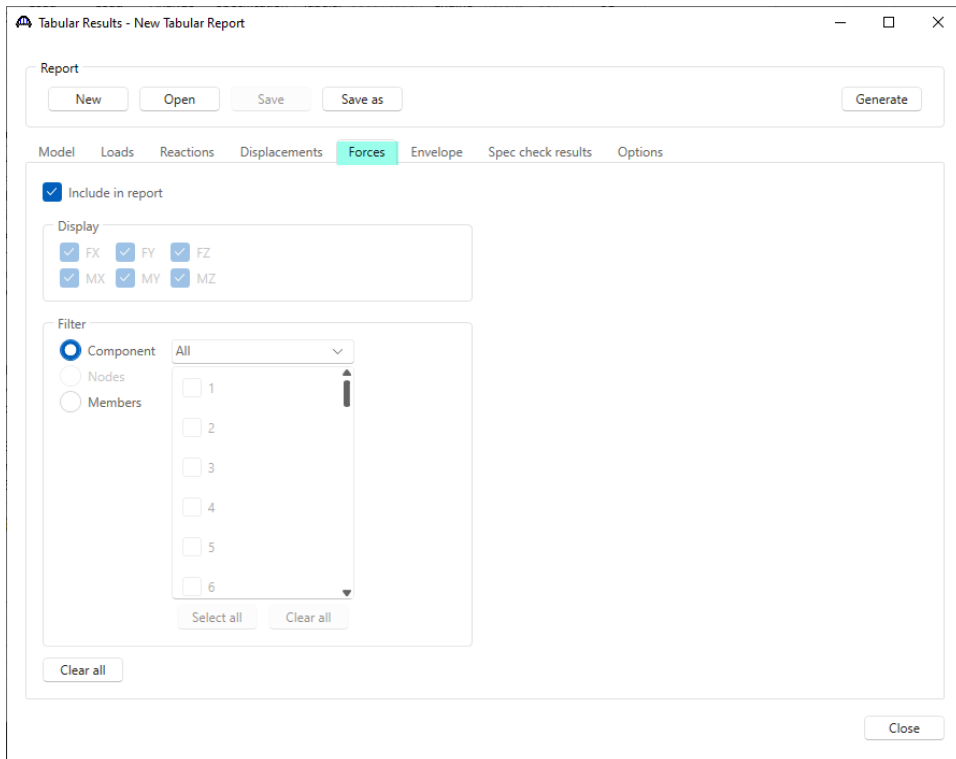 Tabular Results - New Tabular Report
Report
New Open Save Save as Generate
Model Loads Reactions Displacements Forces Envelope Spec check results Options
Include in report
Display
FX FY FZ
MX MY MZ
Filter
Component All
Nodes
Members
1
2
3
4
5
6
Select all Clear all
Clear all
Close